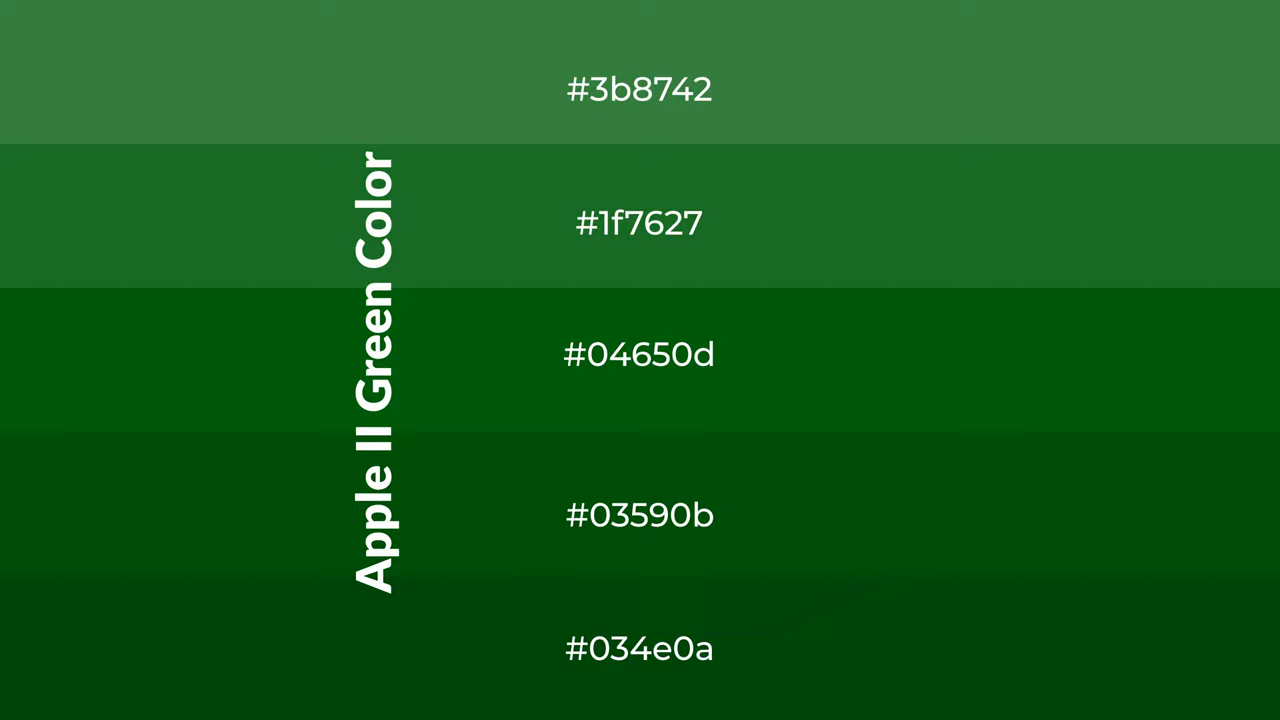 Apple II Green Color
#3b8742
#1f7627
#04650d
#03590b
#034e0a